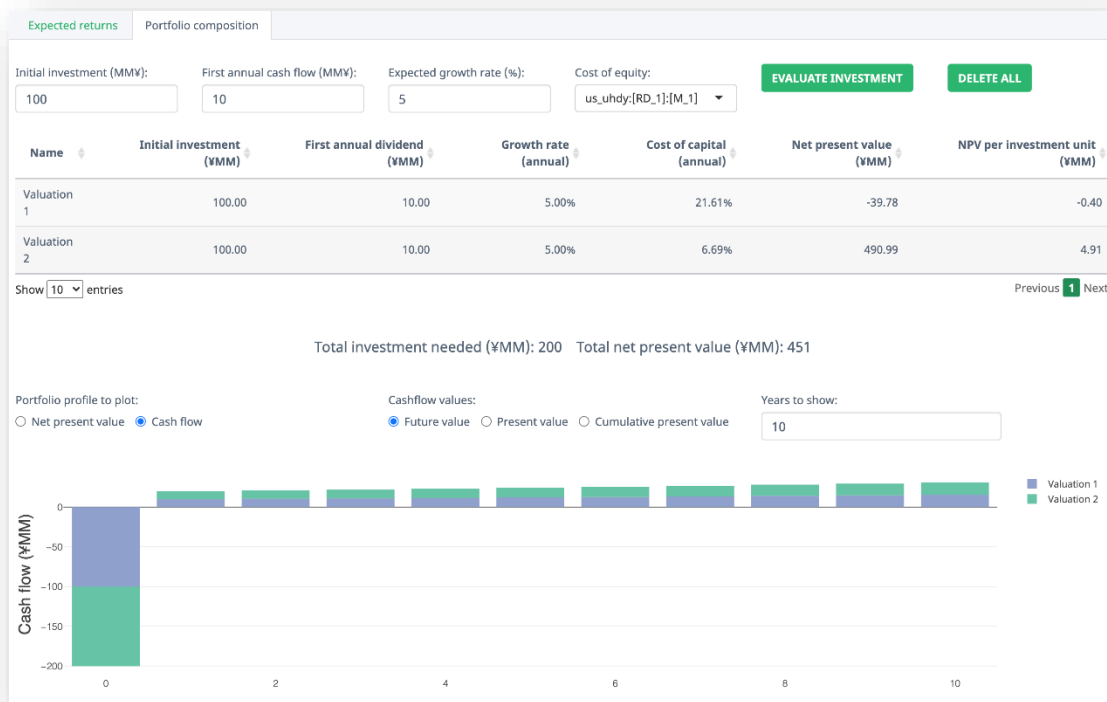 Expected returns Portfolio composition
Initial investment (MM¥): First annual cash flow (MM¥): Expected growth rate (%): Cost of equity:
100 10 5 us_uhdy:[RD_1]:[M_1] EVALUATE INVESTMENT DELETE ALL
Name Initial investment (¥MM) First annual dividend (¥MM) Growth rate (annual) Cost of capital (annual) Net present value (¥MM) NPV per investment unit (¥MM)
Valuation 1 100.00 10.00 5.00% 21.61% -39.78 -0.40
Valuation 2 100.00 10.00 5.00% 6.69% 490.99 4.91
Show 10 entries Previous 1 Next
Total investment needed (¥MM): 200 Total net present value (¥MM): 451
Portfolio profile to plot: Cashflow values: Years to show:
Net present value Cash flow Future value Present value Cumulative present value 10
Cash flow (¥MM)
0
−50
−100
−150
−200
0 2 4 6 8 10
Valuation 1
Valuation 2